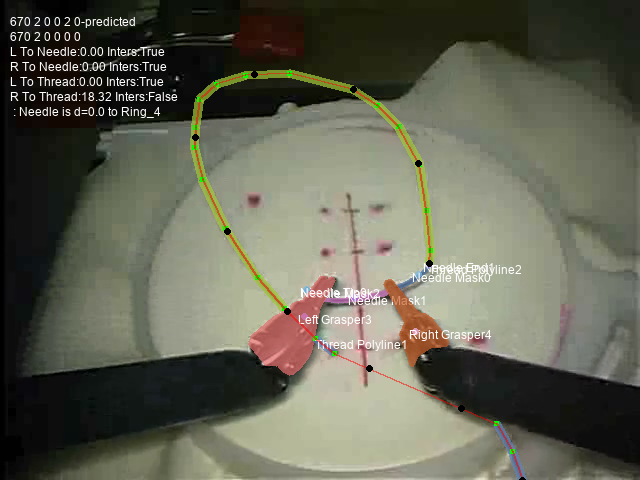 670 2 0 0 2 0-predicted
670 2 0 0 0 0
L To Needle:0.00 Inters:True
R To Needle:0.00 Inters:True
L To Thread:0.00 Inters:True
R To Thread:18.32 Inters:False
: Needle is d=0.0 to Ring_4
Needle End1
Thread Polyline2
Needle Mask0
Needle Mask1
Left Grasper3
Right Grasper4
Thread Polyline1